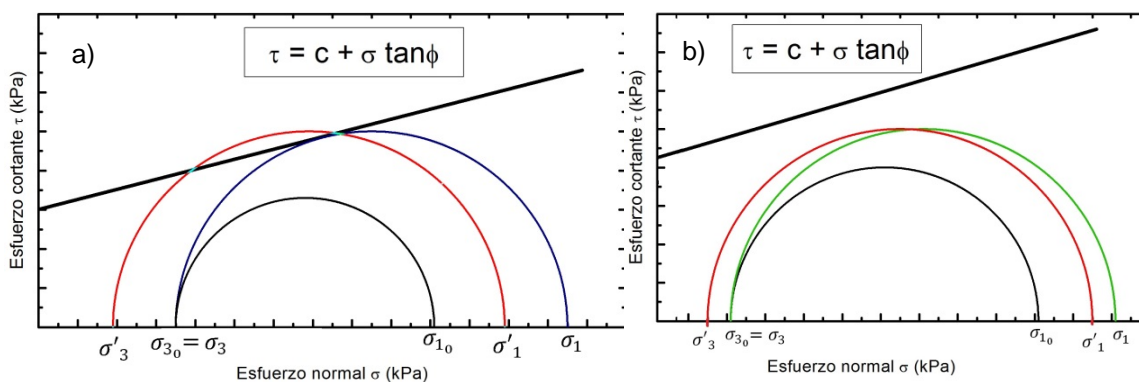 a)
τ = c + σ tanϕ
Esfuerzo cortante τ (kPa)
σ′₃
σ₃₀= σ₃
σ₁₀
σ′₁
σ₁
Esfuerzo normal σ (kPa)
b)
τ = c + σ tanϕ
Esfuerzo cortante τ (kPa)
σ′₃
σ₃₀= σ₃
σ₁₀
σ′₁
σ₁
Esfuerzo normal σ (kPa)